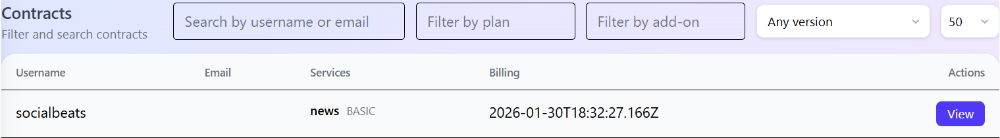 Contracts
Filter and search contracts
Search by username or email
Filter by plan
Filter by add-on
Any version
50
Username Email Services Billing Actions
socialbeats news BASIC 2026-01-30T18:32:27.166Z View